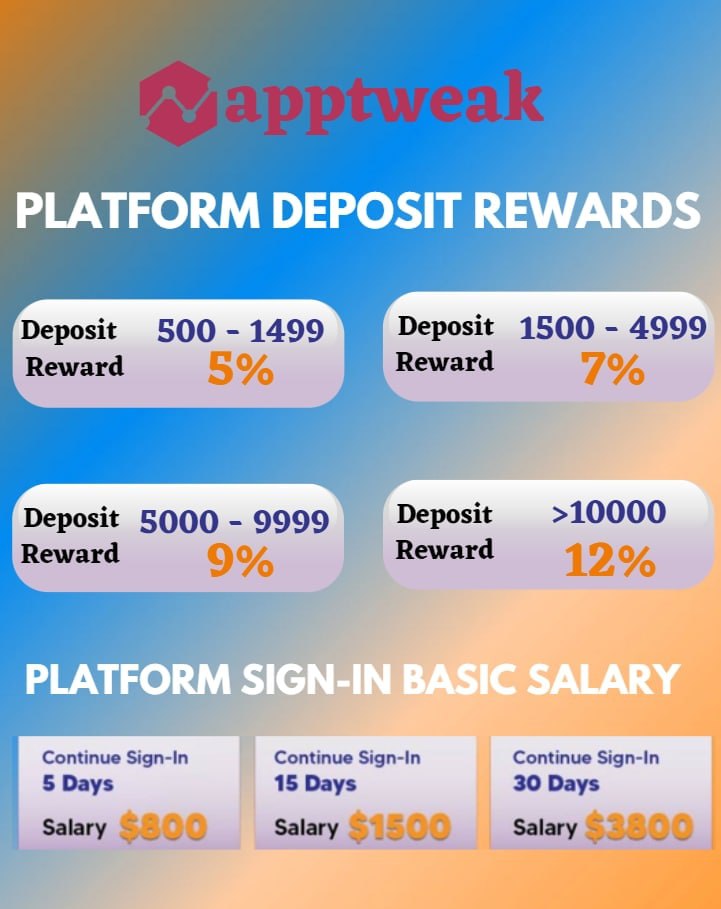 apptweak
PLATFORM DEPOSIT REWARDS
Deposit 500 - 1499
Reward 5%
Deposit 1500 - 4999
Reward 7%
Deposit 5000 - 9999
Reward 9%
Deposit >10000
Reward 12%
PLATFORM SIGN-IN BASIC SALARY
Continue Sign-In
5 Days
Salary $800
Continue Sign-In
15 Days
Salary $1500
Continue Sign-In
30 Days
Salary $3800